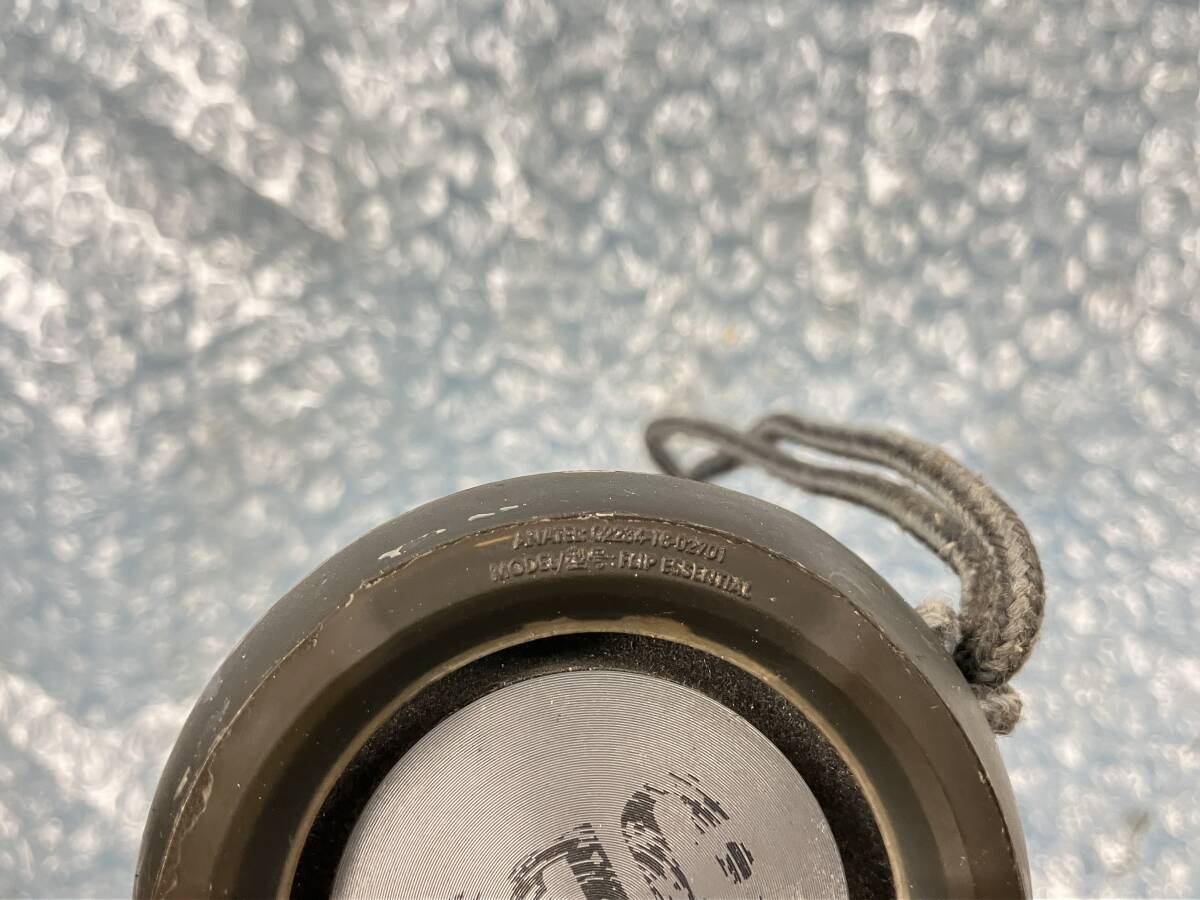 ANATEL: 02284-18-02701
MODEL/型号: FLIP ESSENTIAL